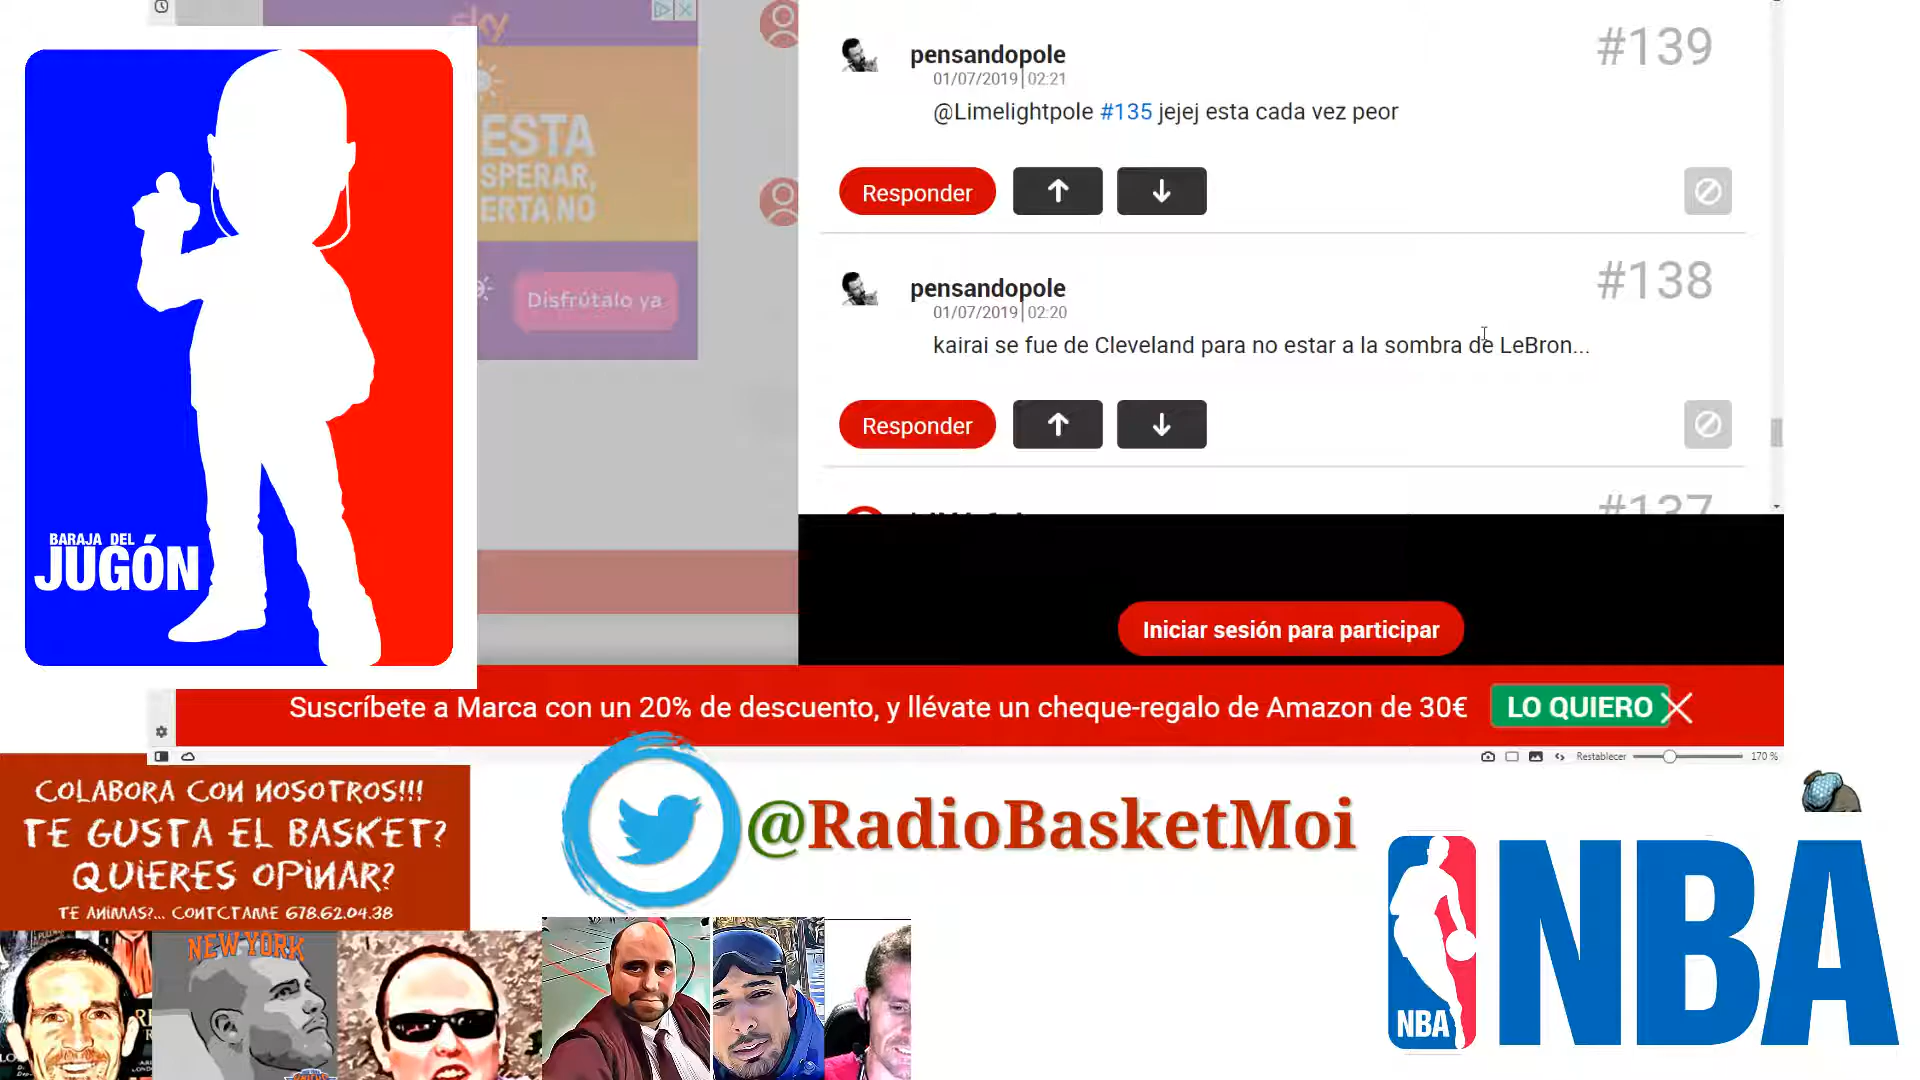 sky
ESTA
SPERAR,
ERTA NO
Disfrútalo ya
BARAJA DEL
JUGÓN
pensandopole
#139
01/07/2019 02:21
@Limelightpole #135 jejej esta cada vez peor
Responder
pensandopole
#138
01/07/2019 02:20
kairai se fue de Cleveland para no estar a la sombra de LeBron...
Responder
#137
Iniciar sesión para participar
Suscríbete a Marca con un 20% de descuento, y llévate un cheque-regalo de Amazon de 30€
LO QUIERO
Restablecer
170 %
COLABORA CON NOSOTROS!!!
TE GUSTA EL BASKET?
QUIERES OPINAR?
TE ANIMAS?... CONTCTAME 678.62.04.38
@RadioBasketMoi
NEW YORK
NBA
NBA